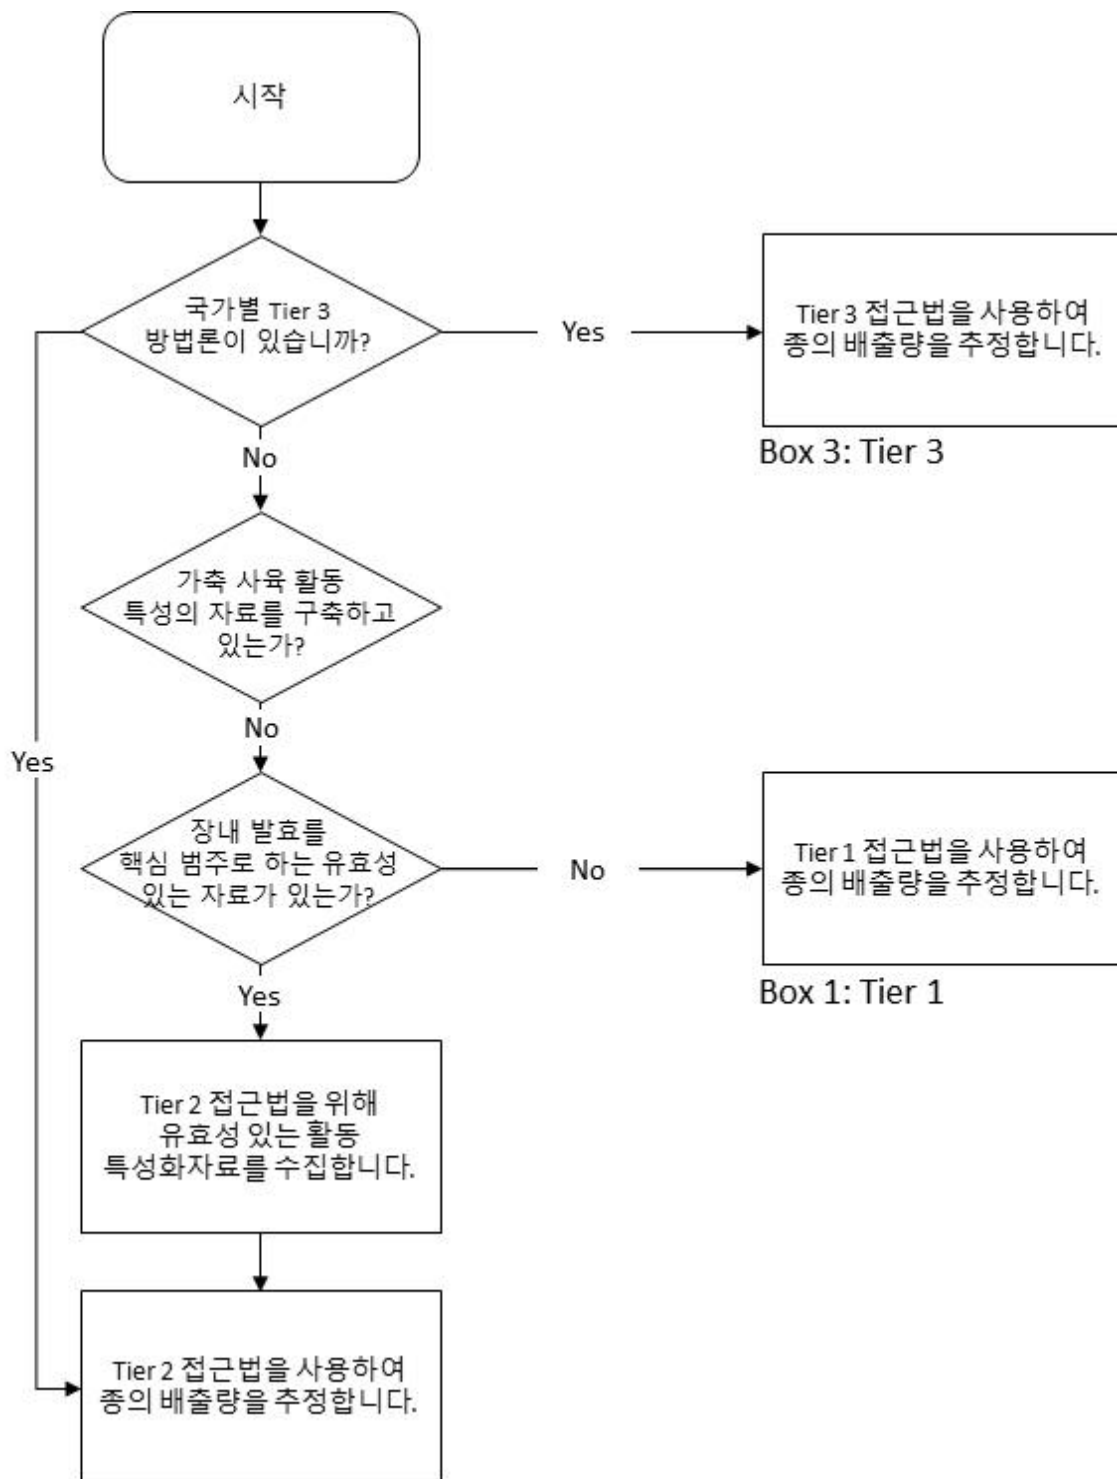 시작
국가별 Tier 3
방법론이 있습니까?
Yes
Tier 3 접근법을 사용하여
종의 배출량을 추정합니다.
Box 3: Tier 3
No
가축 사육 활동
특성의 자료를 구축하고
있는가?
No
Yes
장내 발효를
핵심 범주로 하는 유효성
있는 자료가 있는가?
No
Tier 1 접근법을 사용하여
종의 배출량을 추정합니다.
Box 1: Tier 1
Yes
Tier 2 접근법을 위해
유효성 있는 활동
특성화자료를 수집합니다.
Tier 2 접근법을 사용하여
종의 배출량을 추정합니다.